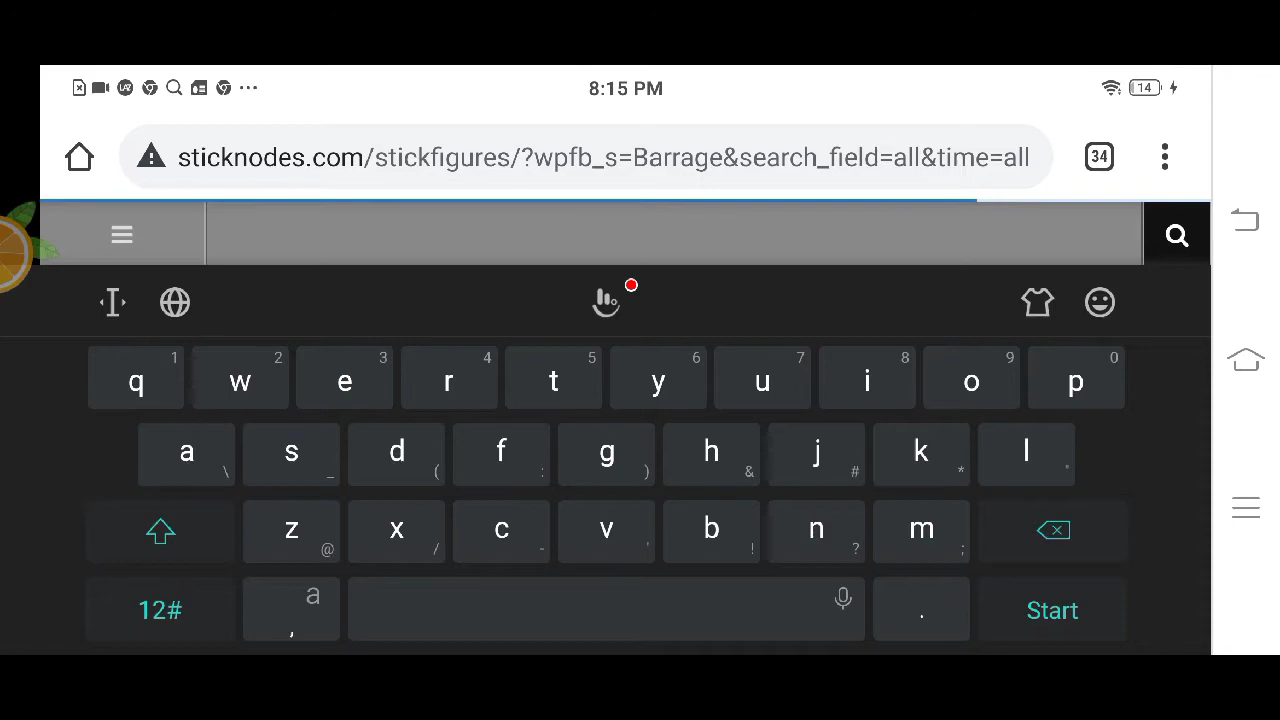 8:15 PM
14
sticknodes.com/stickfigures/?wpfb_s=Barrage&search_field=all&time=all
34
1 2 3 4 5 6 7 8 9 0
q w e r t y u i o p
a s d f g h j k l
\ _ ( : ) & # * "
z x c v b n m
@ / - ' ! ? ;
12# a , . Start